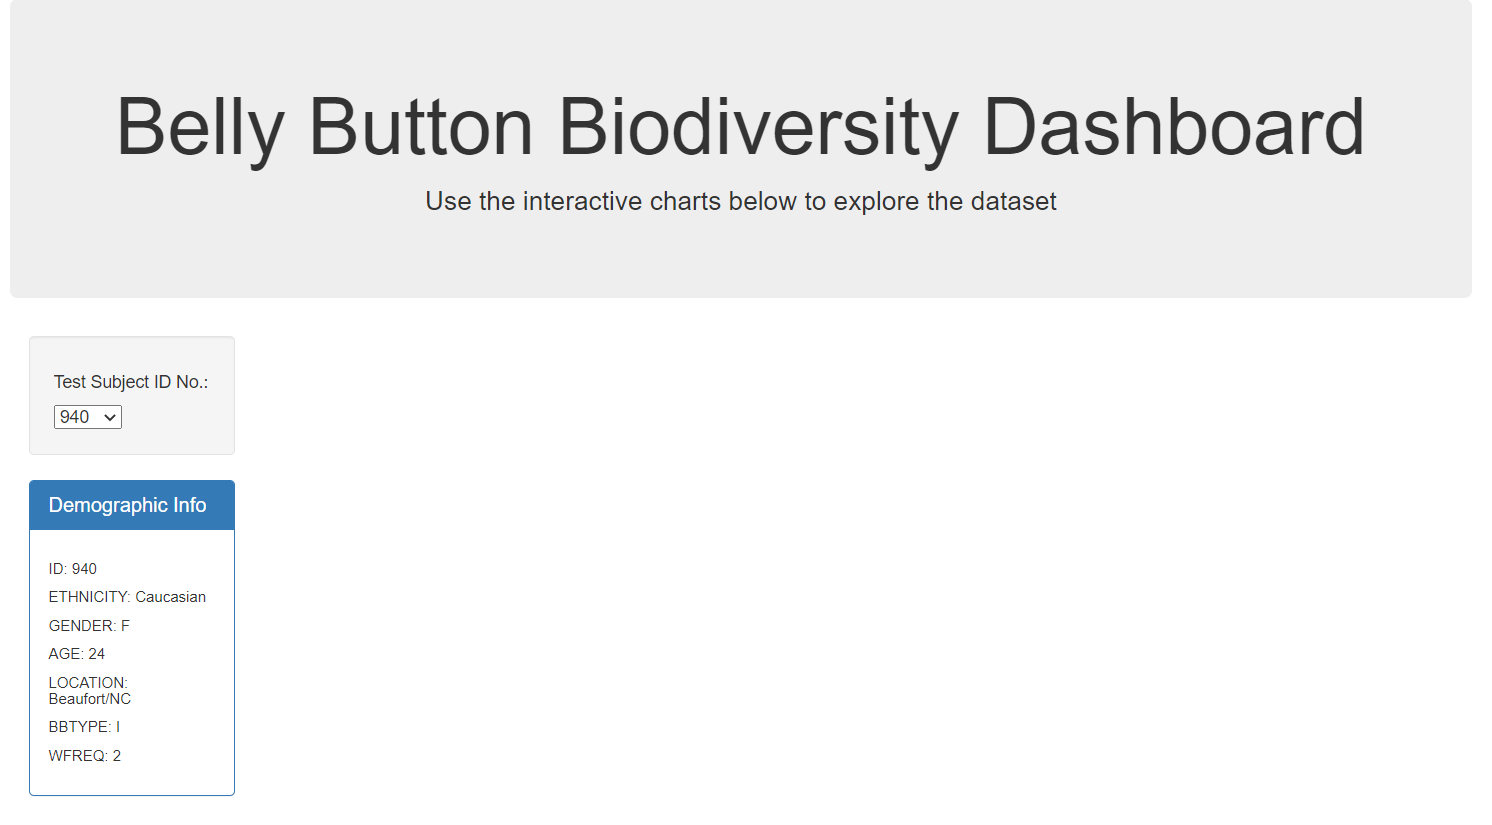 Belly Button Biodiversity Dashboard
Use the interactive charts below to explore the dataset
Test Subject ID No.:
940
Demographic Info
ID: 940
ETHNICITY: Caucasian
GENDER: F
AGE: 24
LOCATION:
Beaufort/NC
BBTYPE: I
WFREQ: 2